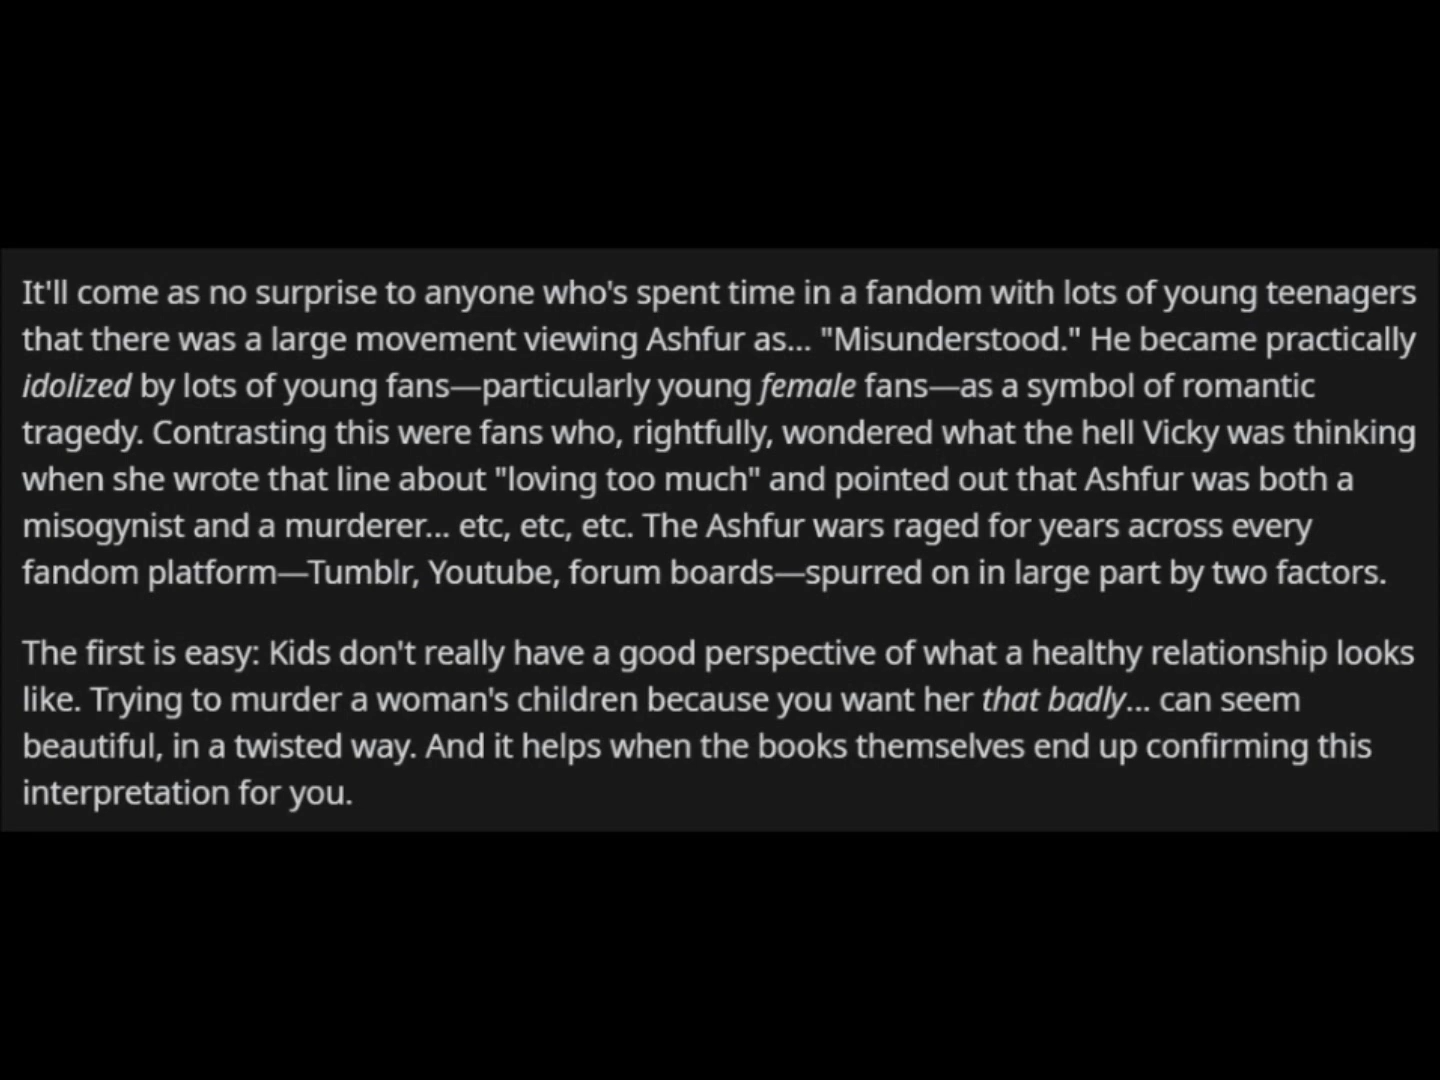 It'll come as no surprise to anyone who's spent time in a fandom with lots of young teenagers
that there was a large movement viewing Ashfur as... "Misunderstood." He became practically
idolized by lots of young fans—particularly young female fans—as a symbol of romantic
tragedy. Contrasting this were fans who, rightfully, wondered what the hell Vicky was thinking
when she wrote that line about "loving too much" and pointed out that Ashfur was both a
misogynist and a murderer... etc, etc, etc. The Ashfur wars raged for years across every
fandom platform—Tumblr, Youtube, forum boards—spurred on in large part by two factors.
The first is easy: Kids don't really have a good perspective of what a healthy relationship looks
like. Trying to murder a woman's children because you want her that badly... can seem
beautiful, in a twisted way. And it helps when the books themselves end up confirming this
interpretation for you.